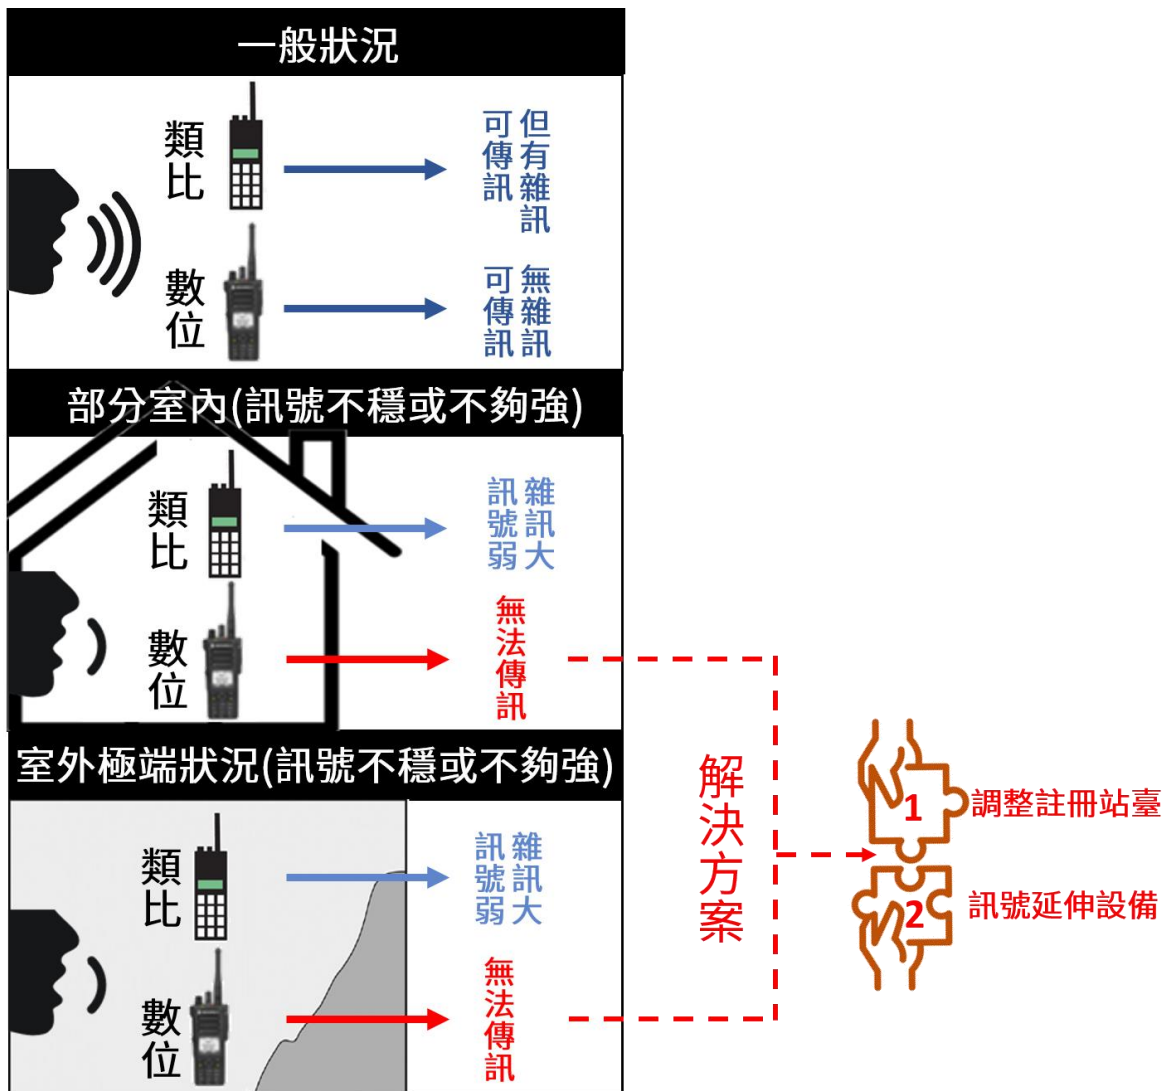 一般狀況
類比
可傳訊
但有雜訊
數位
可傳訊
無雜訊
部分室內(訊號不穩或不夠強)
類比
訊號弱
雜訊大
數位
無法傳訊
室外極端狀況(訊號不穩或不夠強)
類比
訊號弱
雜訊大
數位
無法傳訊
解決方案
1
調整註冊站臺
2
訊號延伸設備